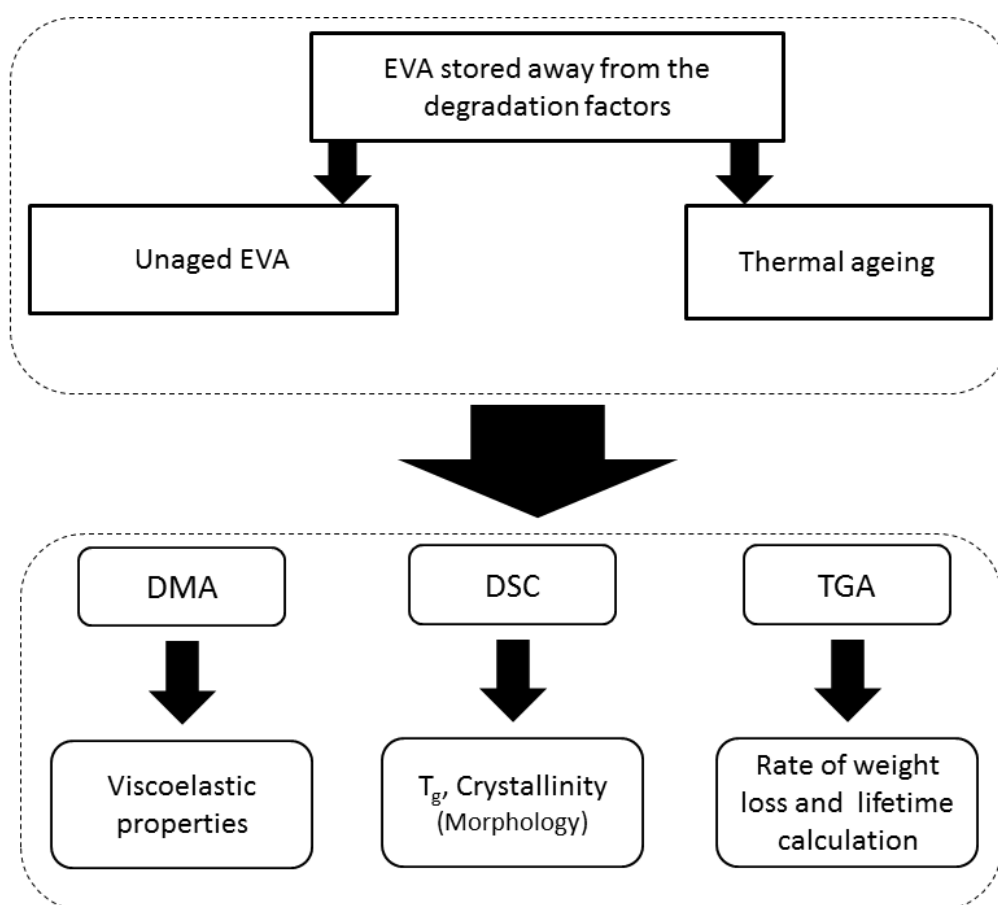 EVA stored away from the
degradation factors
Unaged EVA
Thermal ageing
DMA
DSC
TGA
Viscoelastic
properties
Tg, Crystallinity
(Morphology)
Rate of weight
loss and lifetime
calculation